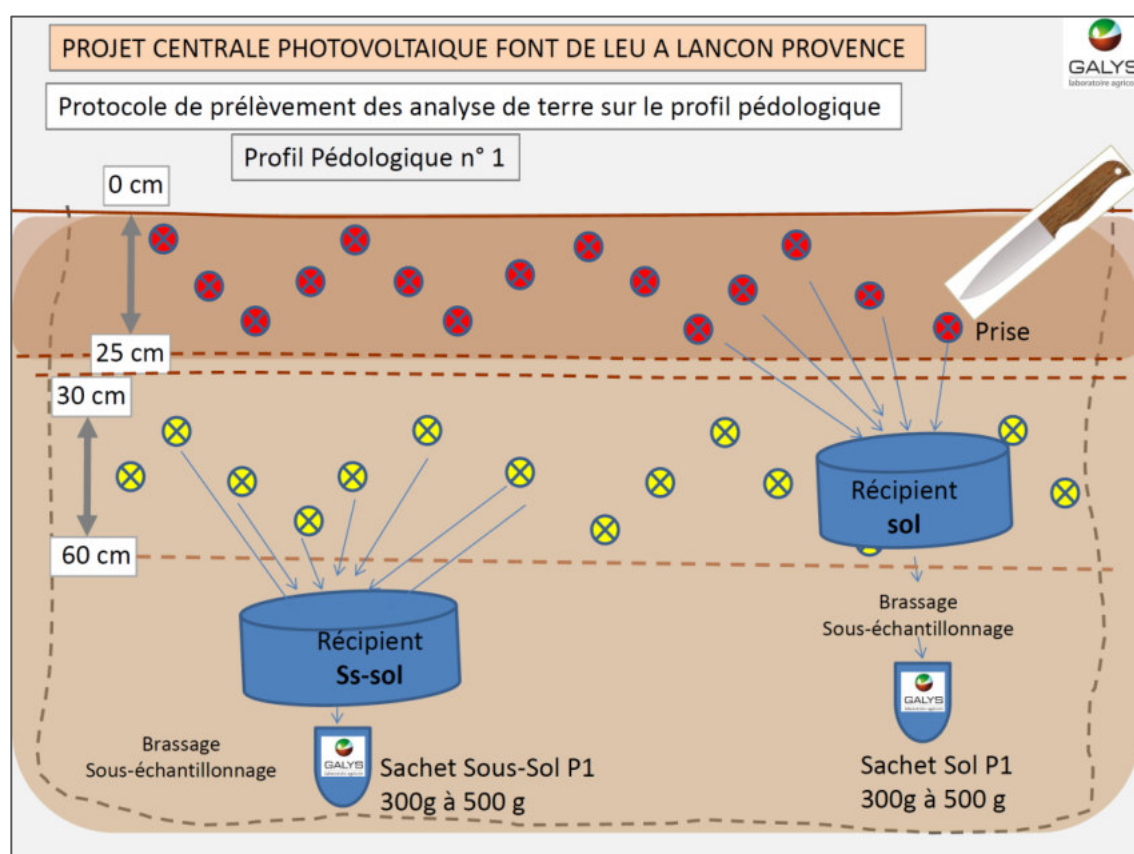 PROJET CENTRALE PHOTOVOLTAIQUE FONT DE LEU A LANCON PROVENCE
GALYS
laboratoire agricole
Protocole de prélèvement des analyse de terre sur le profil pédologique
Profil Pédologique n° 1
0 cm
Prise
25 cm
30 cm
Récipient
sol
60 cm
Brassage
Sous-échantillonnage
Récipient
Ss-sol
GALYS
Brassage
Sous-échantillonnage
GALYS
Sachet Sous-Sol P1
300g à 500 g
Sachet Sol P1
300g à 500 g